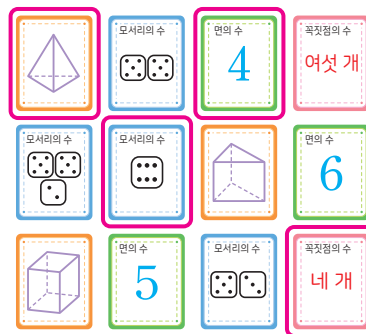 모서리의 수
면의 수
4
꼭짓점의 수
여섯 개
모서리의 수
모서리의 수
면의 수
6
면의 수
5
모서리의 수
꼭짓점의 수
네 개